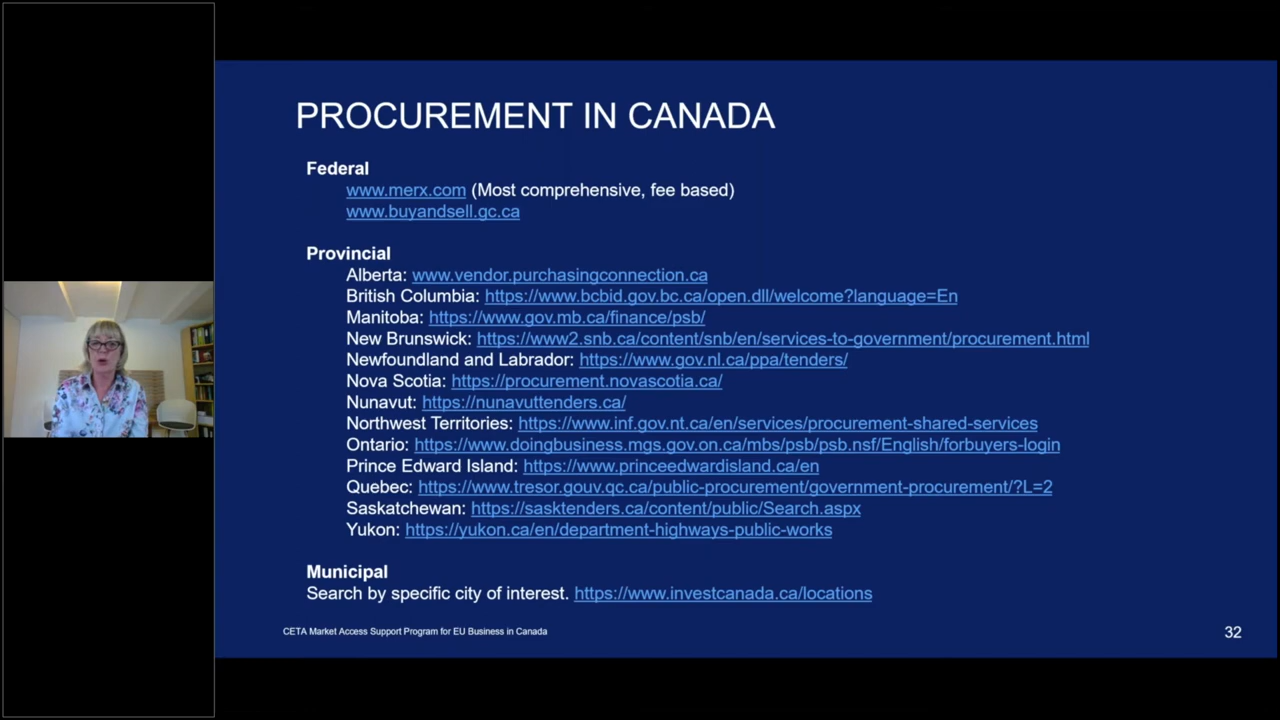 PROCUREMENT IN CANADA
Federal
www.merx.com (Most comprehensive, fee based)
www.buyandsell.gc.ca
Provincial
Alberta: www.vendor.purchasingconnection.ca
British Columbia: https://www.bcbid.gov.bc.ca/open.dll/welcome?language=En
Manitoba: https://www.gov.mb.ca/finance/psb/
New Brunswick: https://www2.snb.ca/content/snb/en/services-to-government/procurement.html
Newfoundland and Labrador: https://www.gov.nl.ca/ppa/tenders/
Nova Scotia: https://procurement.novascotia.ca/
Nunavut: https://nunavuttenders.ca/
Northwest Territories: https://www.inf.gov.nt.ca/en/services/procurement-shared-services
Ontario: https://www.doingbusiness.mgs.gov.on.ca/mbs/psb/psb.nsf/English/forbuyers-login
Prince Edward Island: https://www.princeedwardisland.ca/en
Quebec: https://www.tresor.gouv.qc.ca/public-procurement/government-procurement/?L=2
Saskatchewan: https://sasktenders.ca/content/public/Search.aspx
Yukon: https://yukon.ca/en/department-highways-public-works
Municipal
Search by specific city of interest. https://www.investcanada.ca/locations
CETA Market Access Support Program for EU Business in Canada
32